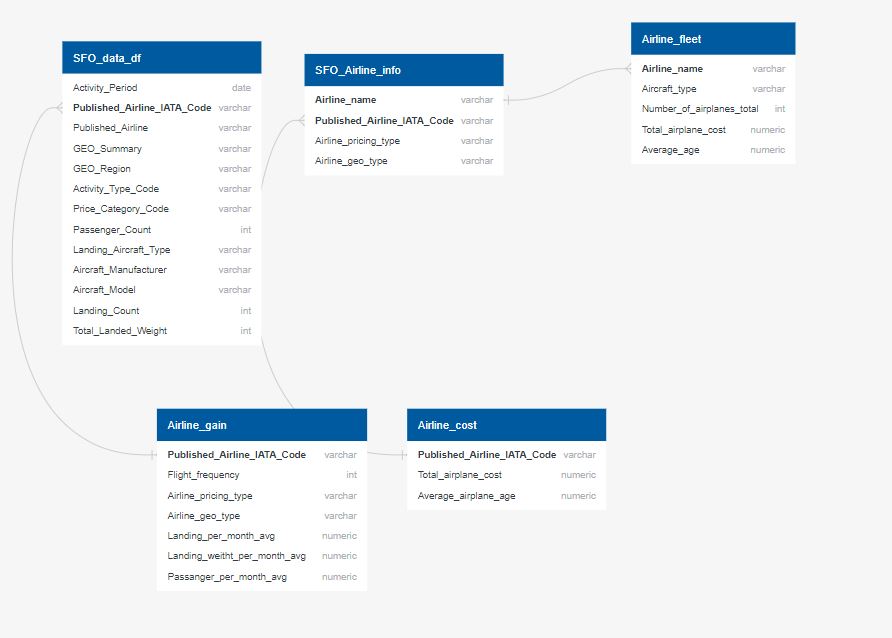 SFO_data_df
Activity_Period date
Published_Airline_IATA_Code varchar
Published_Airline varchar
GEO_Summary varchar
GEO_Region varchar
Activity_Type_Code varchar
Price_Category_Code varchar
Passenger_Count int
Landing_Aircraft_Type varchar
Aircraft_Manufacturer varchar
Aircraft_Model varchar
Landing_Count int
Total_Landed_Weight int
SFO_Airline_info
Airline_name varchar
Published_Airline_IATA_Code varchar
Airline_pricing_type varchar
Airline_geo_type varchar
Airline_fleet
Airline_name varchar
Aircraft_type varchar
Number_of_airplanes_total int
Total_airplane_cost numeric
Average_age numeric
Airline_gain
Published_Airline_IATA_Code varchar
Flight_frequency int
Airline_pricing_type varchar
Airline_geo_type varchar
Landing_per_month_avg numeric
Landing_weitht_per_month_avg numeric
Passanger_per_month_avg numeric
Airline_cost
Published_Airline_IATA_Code varchar
Total_airplane_cost numeric
Average_airplane_age numeric